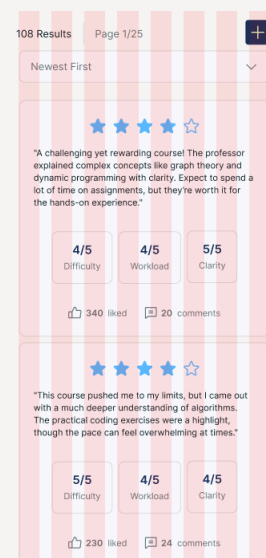 108 Results Page 1/25
Newest First
"A challenging yet rewarding course! The professor
explained complex concepts like graph theory and
dynamic programming with clarity. Expect to spend a
lot of time on assignments, but they're worth it for
the hands-on experience."
4/5 4/5 5/5
Difficulty Workload Clarity
340 liked 20 comments
"This course pushed me to my limits, but I came out
with a much deeper understanding of algorithms.
The practical coding exercises were a highlight,
though the pace can feel overwhelming at times."
5/5 4/5 4/5
Difficulty Workload Clarity
230 liked 24 comments